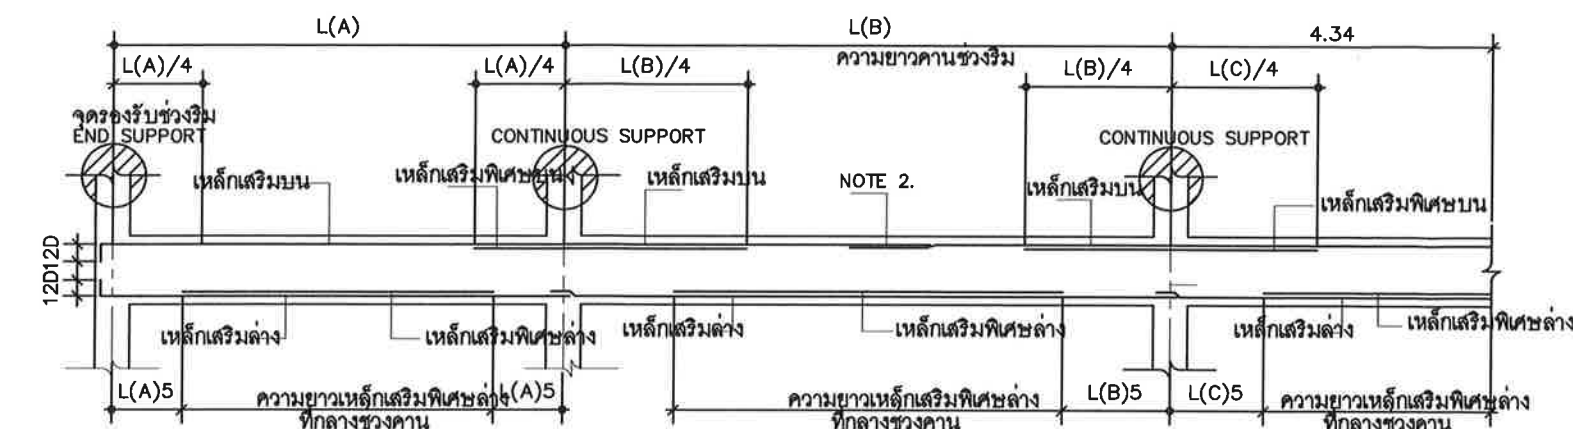 L(A)
L(B)
4.34
ความยาวคานช่วงริม
L(A)/4
L(A)/4
L(B)/4
L(B)/4
L(C)/4
จุดรองรับช่วงริม
END SUPPORT
CONTINUOUS SUPPORT
CONTINUOUS SUPPORT
เหล็กเสริมบน
เหล็กเสริมพิเศษบน
เหล็กเสริมบน
NOTE 2.
เหล็กเสริมบน
เหล็กเสริมพิเศษบน
12D
12D
เหล็กเสริมล่าง
เหล็กเสริมพิเศษล่าง
เหล็กเสริมล่าง
เหล็กเสริมพิเศษล่าง
เหล็กเสริมล่าง
เหล็กเสริมพิเศษล่าง
L(A)5
ความยาวเหล็กเสริมพิเศษล่าง
ที่กลางช่วงคาน
L(A)5
ความยาวเหล็กเสริมพิเศษล่าง
ที่กลางช่วงคาน
L(B)5
L(C)5
ความยาวเหล็กเสริมพิเศษล่าง
ที่กลางช่วงคาน